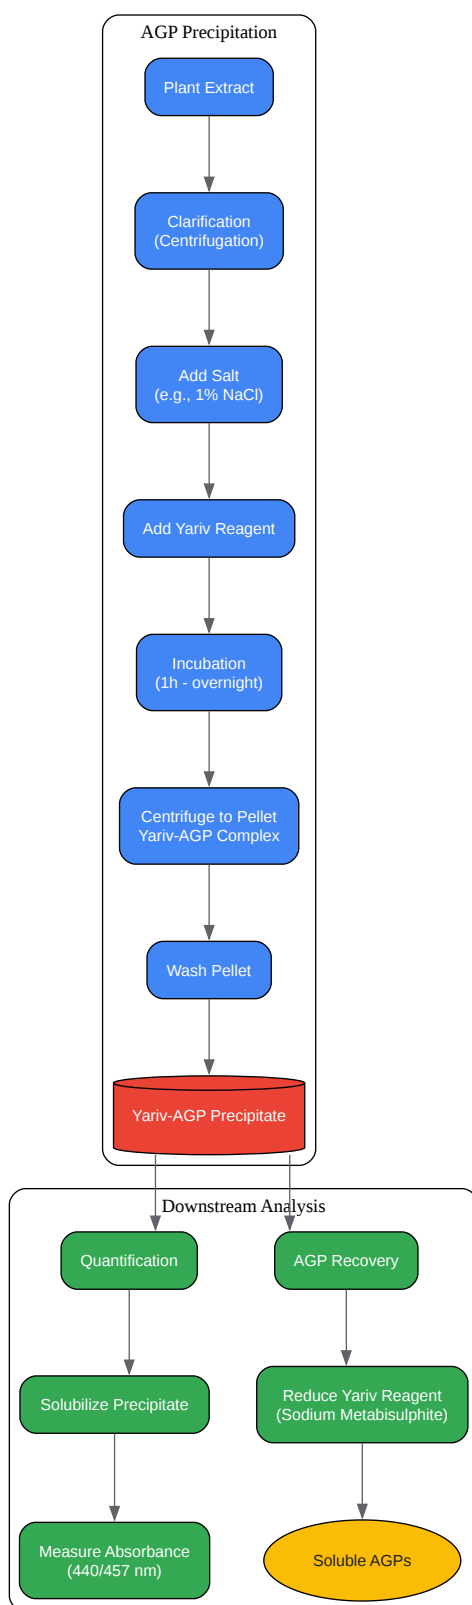 AGP Precipitation
Plant Extract
Clarification
(Centrifugation)
Add Salt
(e.g., 1% NaCl)
Add Yariv Reagent
Incubation
(1h - overnight)
Centrifuge to Pellet
Yariv-AGP Complex
Wash Pellet
Yariv-AGP Precipitate
Downstream Analysis
Quantification
AGP Recovery
Solubilize Precipitate
Reduce Yariv Reagent
(Sodium Metabisulphite)
Measure Absorbance
(440/457 nm)
Soluble AGPs